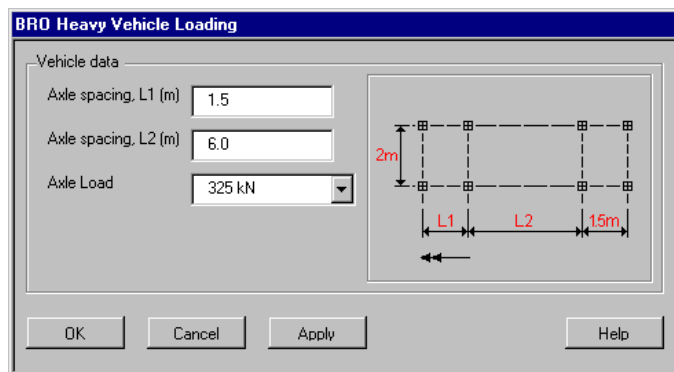 BRO Heavy Vehicle Loading
Vehicle data
Axle spacing, L1 (m) 1.5
Axle spacing, L2 (m) 6.0
Axle Load 325 kN
2m
L1 L2 1.5m
OK Cancel Apply Help